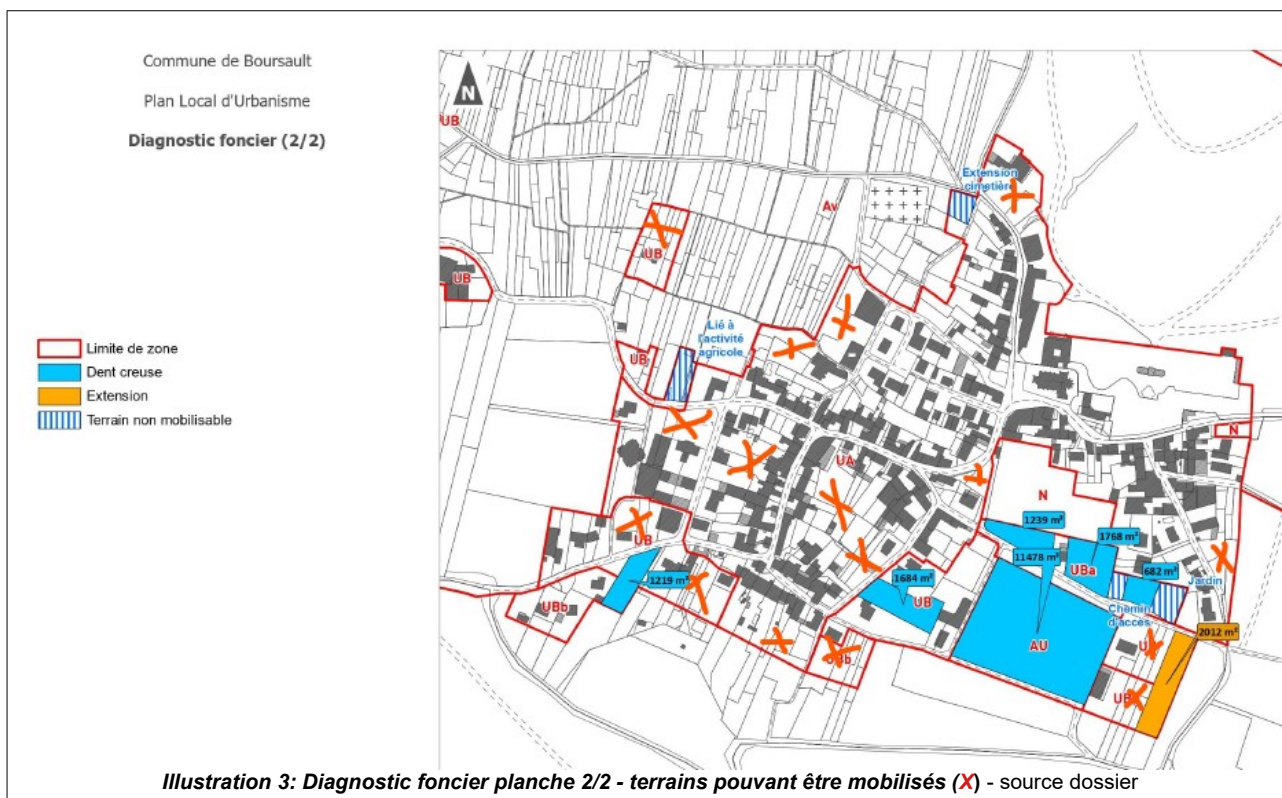 Commune de Boursault
Plan Local d'Urbanisme
Diagnostic foncier (2/2)
Limite de zone
Dent creuse
Extension
Terrain non mobilisable
N
UB
Extension
cimetière
Av
UB
UB
Lié à
l'activité
agricole
UB
N
UA
N
1239 m²
1768 m²
11478 m²
UB
UBa
682 m²
1684 m²
Jardin
1219 m²
UBb
UB
Chemin
d'accès
2012 m²
AU
Illustration 3: Diagnostic foncier planche 2/2 - terrains pouvant être mobilisés (X) - source dossier